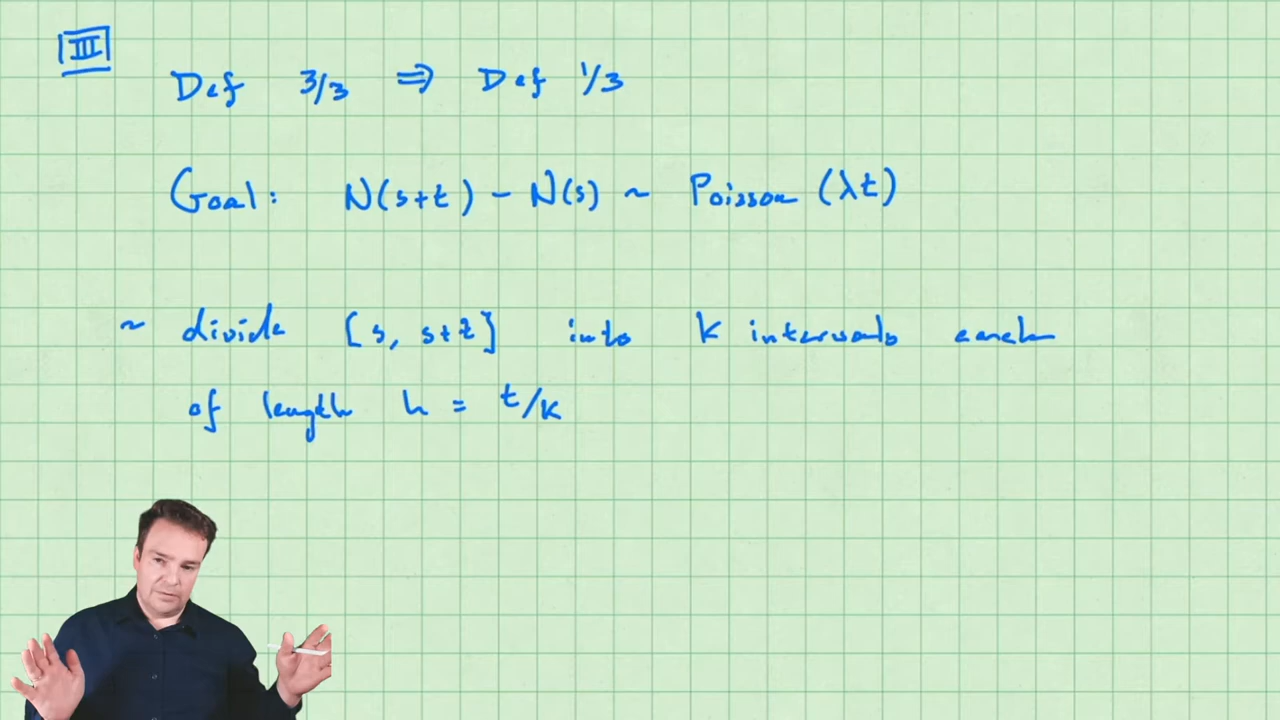 III
Def 3/3 ⇒ Def 1/3
Goal: N(s+t) - N(s) ~ Poisson (λt)
~ divide [s, s+t] into k intervals each
of length h = t/k